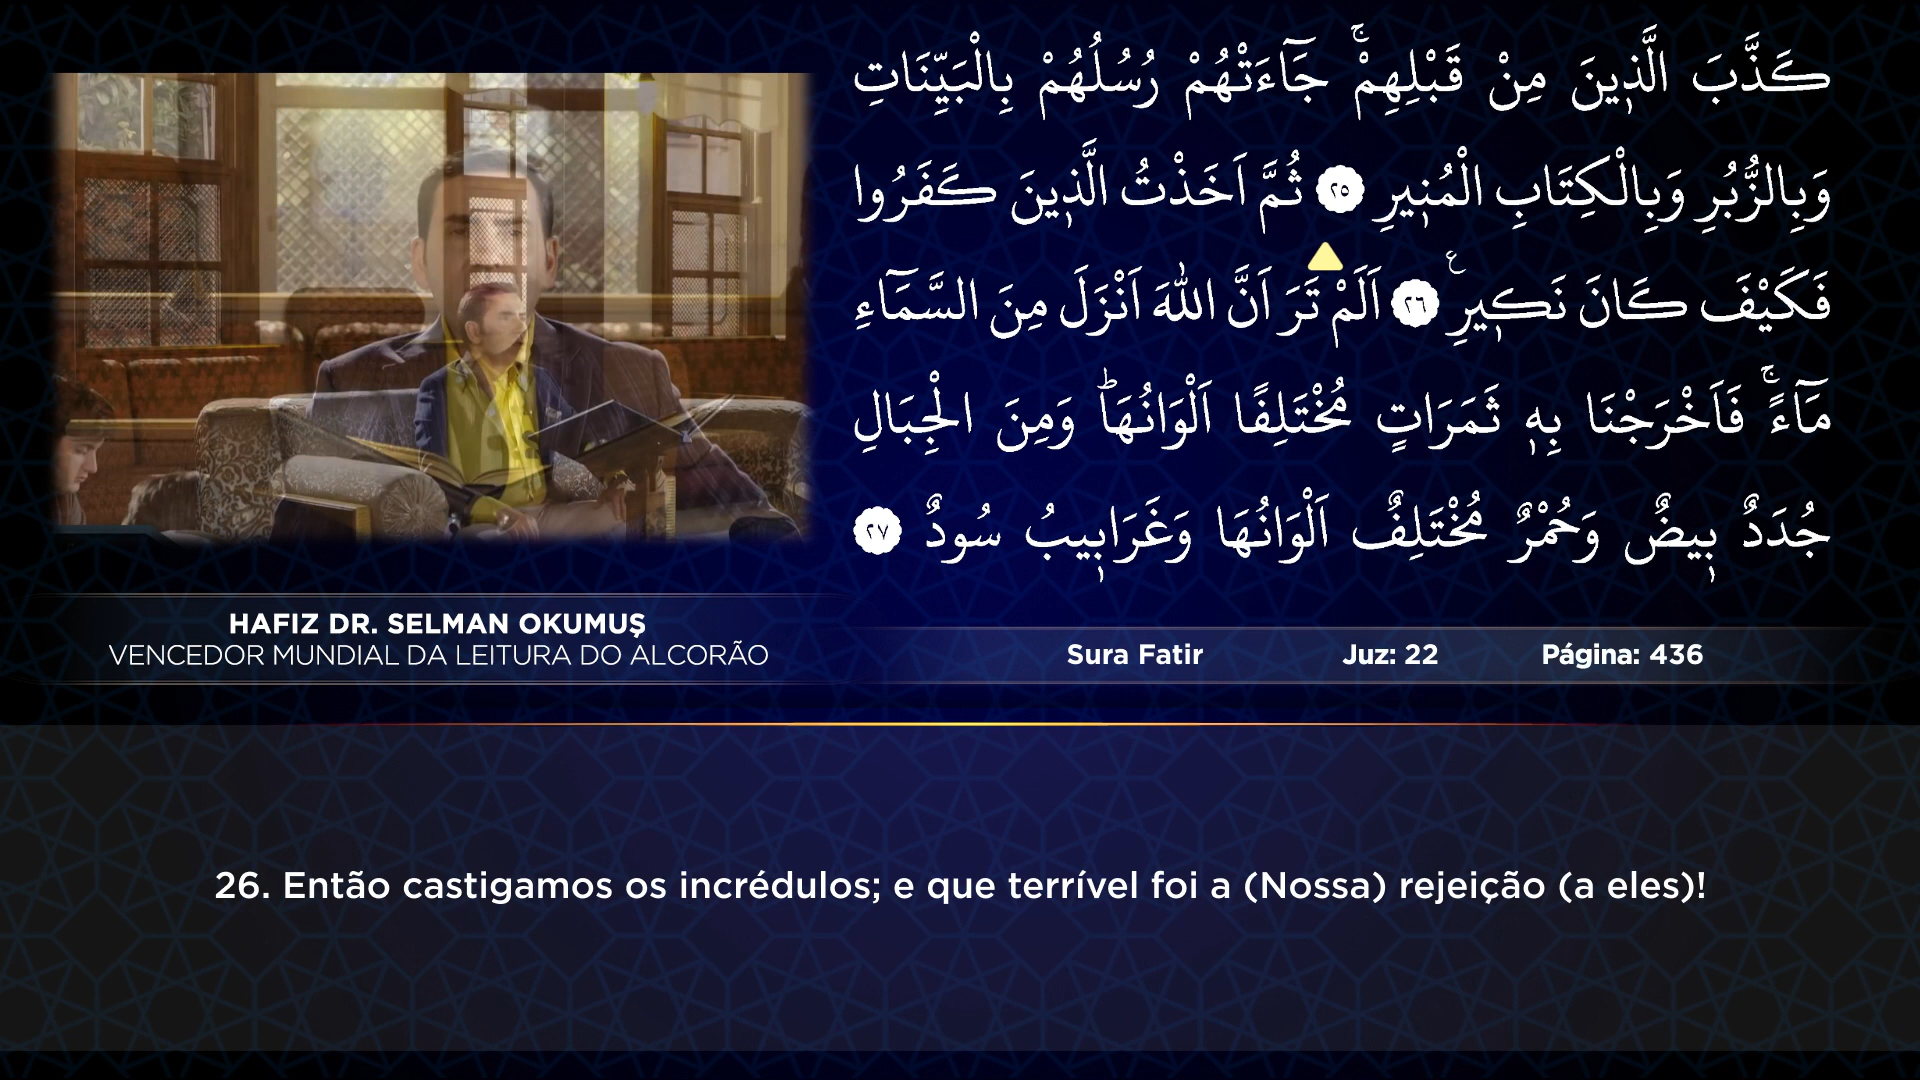 كَذَّبَ الَّذ۪ينَ مِنْ قَبْلِهِمْۚ جَٓاءَتْهُمْ رُسُلُهُمْ بِالْبَيِّنَاتِ
وَبِالزُّبُرِ وَبِالْكِتَابِ الْمُن۪يرِ ٢٥ ثُمَّ اَخَذْتُ الَّذ۪ينَ كَفَرُوا
فَكَيْفَ كَانَ نَك۪يرِ ع ٢٦ اَلَمْ تَرَ اَنَّ اللّٰهَ اَنْزَلَ مِنَ السَّمَٓاءِ
مَٓاءًۚ فَاَخْرَجْنَا بِه۪ ثَمَرَاتٍ مُخْتَلِفًا اَلْوَانُهَاۜ وَمِنَ الْجِبَالِ
جُدَدٌ ب۪يضٌ وَحُمْرٌ مُخْتَلِفٌ اَلْوَانُهَا وَغَرَاب۪يبُ سُودٌ ٢٧
HAFIZ DR. SELMAN OKUMUŞ
VENCEDOR MUNDIAL DA LEITURA DO ALCORÃO
Sura Fatir Juz: 22 Página: 436
26. Então castigamos os incrédulos; e que terrível foi a (Nossa) rejeição (a eles)!